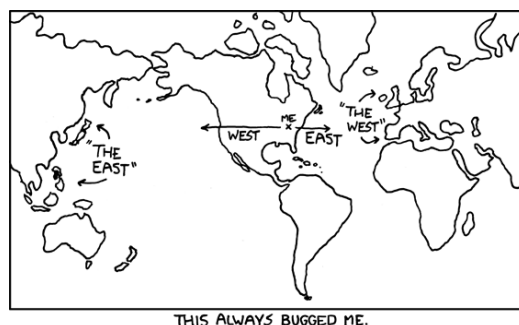 ME
WEST
EAST
"THE
EAST"
"THE
WEST"
THIS ALWAYS BUGGED ME.